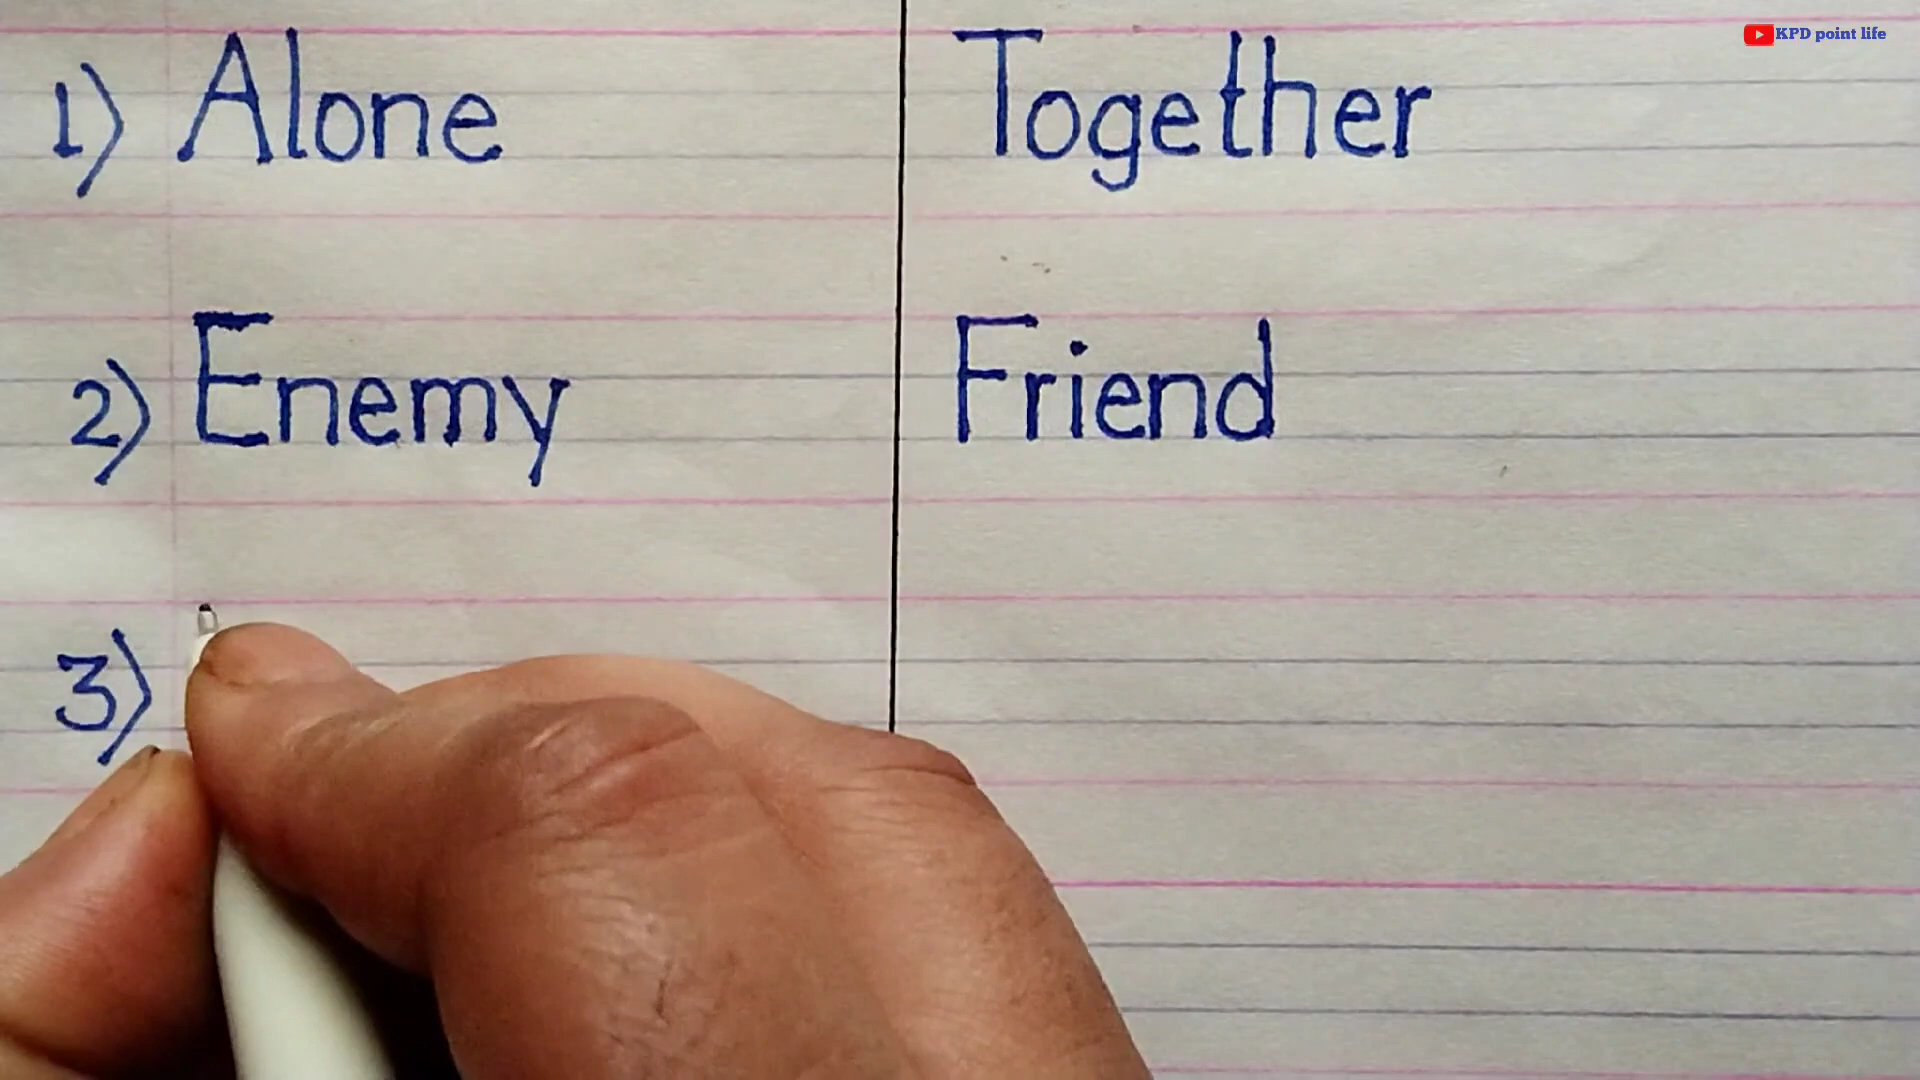 KPD point life
1) Alone Together
2) Enemy Friend
3)